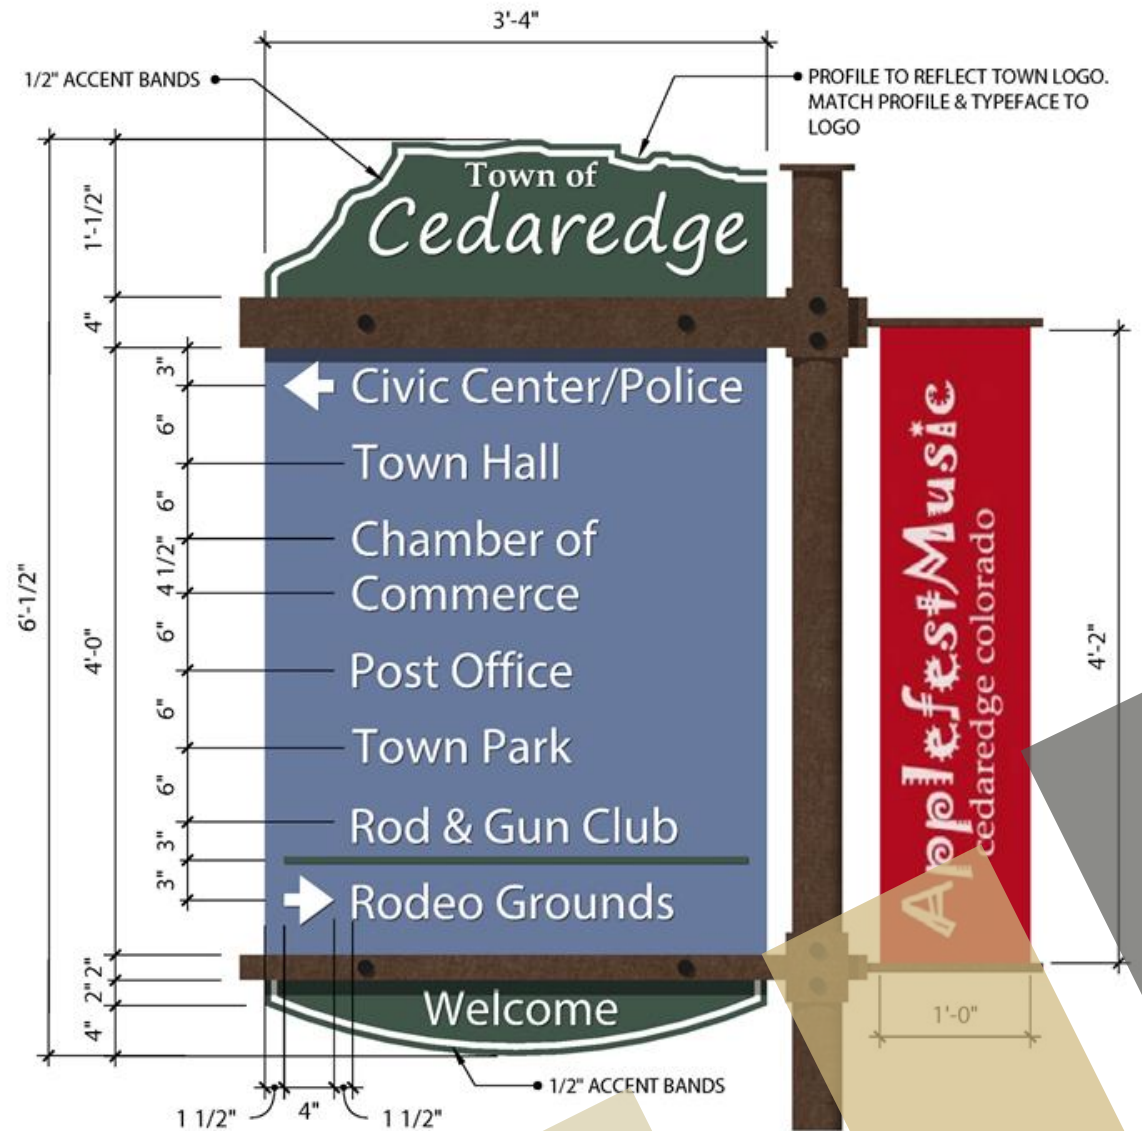 3'-4"
1/2" ACCENT BANDS
PROFILE TO REFLECT TOWN LOGO.
MATCH PROFILE & TYPEFACE TO
LOGO
Town of
Cedaredge
1'-1/2"
4"
6'-1/2"
4'-0"
2"
2"
4"
3"
6"
6"
4 1/2"
6"
6"
6"
3"
3"
Civic Center/Police
Town Hall
Chamber of
Commerce
Post Office
Town Park
Rod & Gun Club
Rodeo Grounds
Welcome
ApplefestMusic
cedaredge colorado
4'-2"
1'-0"
1/2" ACCENT BANDS
1 1/2"
4"
1 1/2"